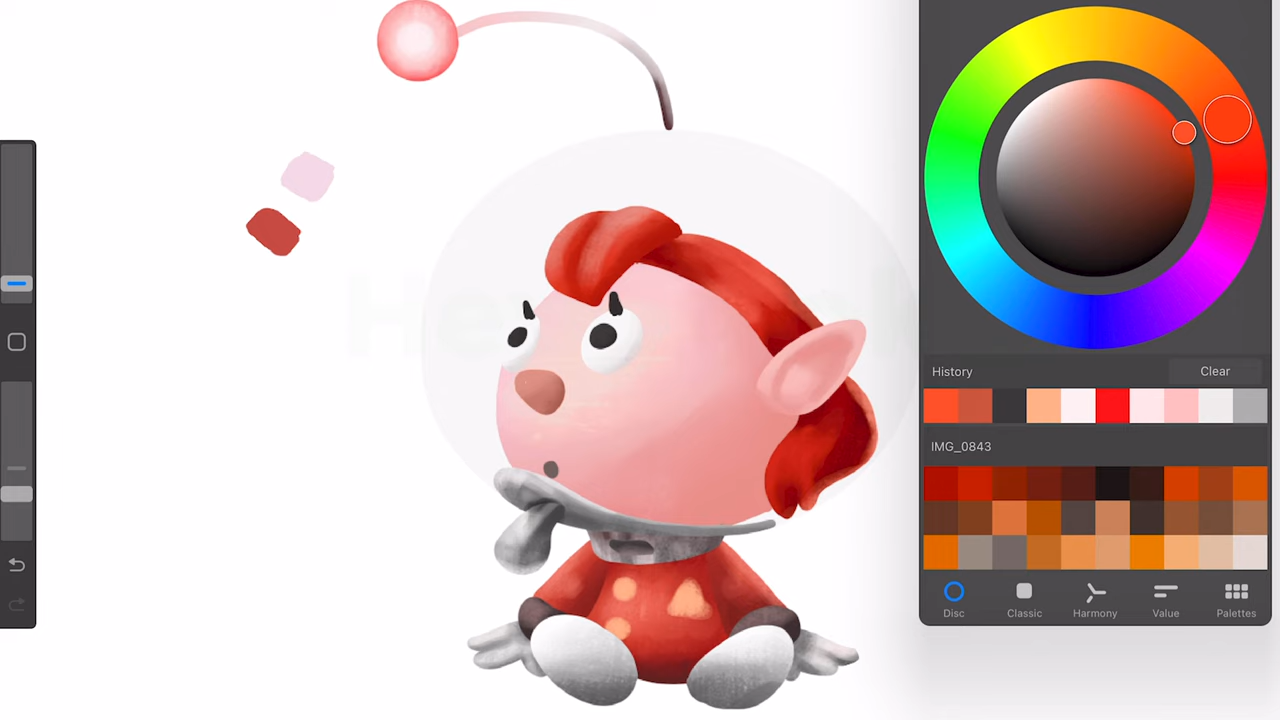 History
Clear
IMG_0843
Disc
Classic
Harmony
Value
Palettes